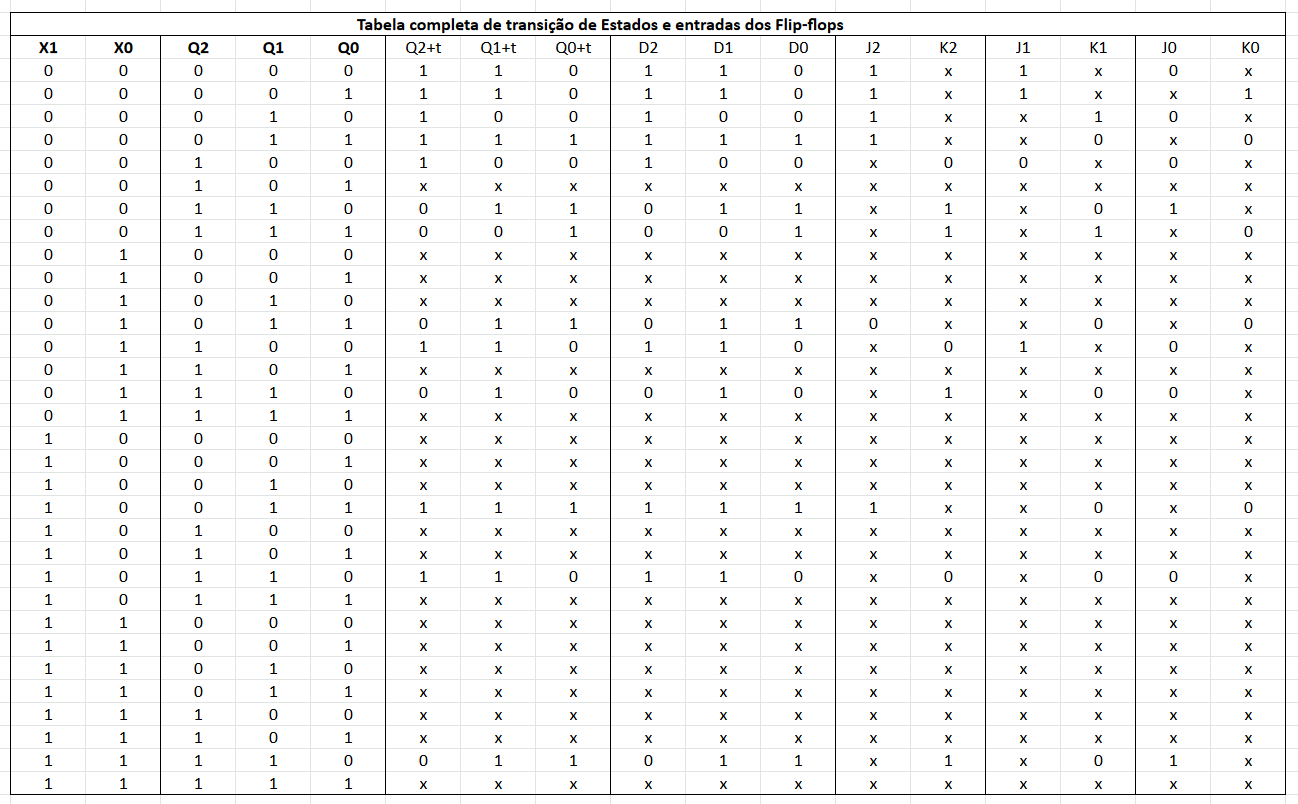 Tabela completa de transição de Estados e entradas dos Flip-flops
X1 X0 Q2 Q1 Q0 Q2+t Q1+t Q0+t D2 D1 D0 J2 K2 J1 K1 J0 K0
0 0 0 0 0 1 1 0 1 1 0 1 x 1 x 0 x
0 0 0 0 1 1 1 0 1 1 0 1 x 1 x x 1
0 0 0 1 0 1 0 0 1 0 0 1 x x 1 0 x
0 0 0 1 1 1 1 1 1 1 1 1 x x 0 x 0
0 0 1 0 0 1 0 0 1 0 0 x 0 0 x 0 x
0 0 1 0 1 x x x x x x x x x x x x
0 0 1 1 0 0 1 1 0 1 1 x 1 x 0 1 x
0 0 1 1 1 0 0 1 0 0 1 x 1 x 1 x 0
0 1 0 0 0 x x x x x x x x x x x x
0 1 0 0 1 x x x x x x x x x x x x
0 1 0 1 0 x x x x x x x x x x x x
0 1 0 1 1 0 1 1 0 1 1 0 x x 0 x 0
0 1 1 0 0 1 1 0 1 1 0 x 0 1 x 0 x
0 1 1 0 1 x x x x x x x x x x x x
0 1 1 1 0 0 1 0 0 1 0 x 1 x 0 0 x
0 1 1 1 1 x x x x x x x x x x x x
1 0 0 0 0 x x x x x x x x x x x x
1 0 0 0 1 x x x x x x x x x x x x
1 0 0 1 0 x x x x x x x x x x x x
1 0 0 1 1 1 1 1 1 1 1 1 x x 0 x 0
1 0 1 0 0 x x x x x x x x x x x x
1 0 1 0 1 x x x x x x x x x x x x
1 0 1 1 0 1 1 0 1 1 0 x 0 x 0 0 x
1 0 1 1 1 x x x x x x x x x x x x
1 1 0 0 0 x x x x x x x x x x x x
1 1 0 0 1 x x x x x x x x x x x x
1 1 0 1 0 x x x x x x x x x x x x
1 1 0 1 1 x x x x x x x x x x x x
1 1 1 0 0 x x x x x x x x x x x x
1 1 1 0 1 x x x x x x x x x x x x
1 1 1 1 0 0 1 1 0 1 1 x 1 x 0 1 x
1 1 1 1 1 x x x x x x x x x x x x